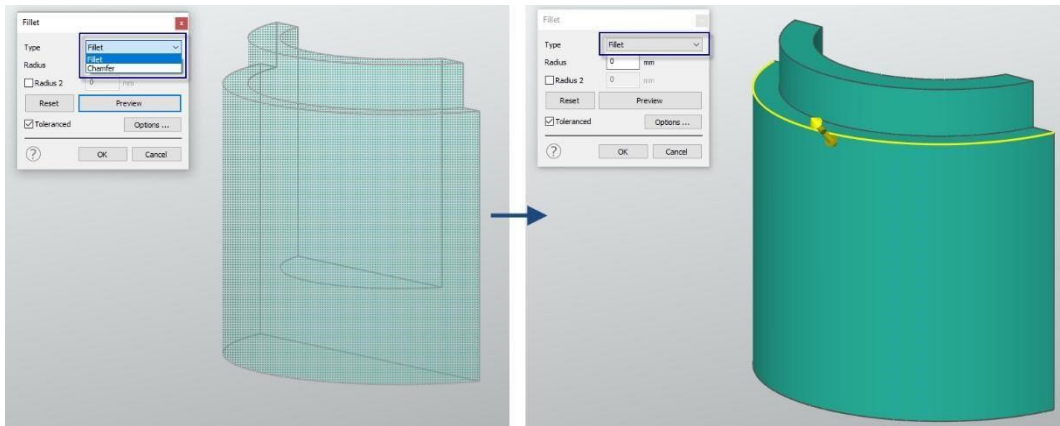 Fillet
x
Type Fillet
Fillet
Chamfer
Radius
Radius 2 0 mm
Reset Preview
Toleranced Options ...
? OK Cancel
Fillet
Type Fillet
Radius 0 mm
Radius 2 0 mm
Reset Preview
Toleranced Options ...
? OK Cancel